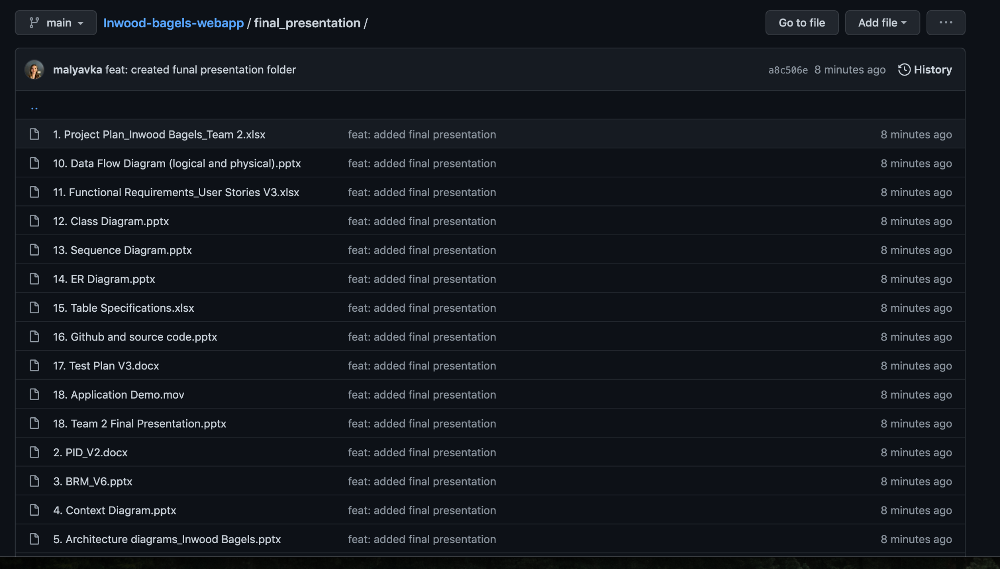 main Inwood-bagels-webapp / final_presentation / Go to file Add file ...
malyavka feat: created funal presentation folder a8c506e 8 minutes ago History
..
1. Project Plan_Inwood Bagels_Team 2.xlsx feat: added final presentation 8 minutes ago
10. Data Flow Diagram (logical and physical).pptx feat: added final presentation 8 minutes ago
11. Functional Requirements_User Stories V3.xlsx feat: added final presentation 8 minutes ago
12. Class Diagram.pptx feat: added final presentation 8 minutes ago
13. Sequence Diagram.pptx feat: added final presentation 8 minutes ago
14. ER Diagram.pptx feat: added final presentation 8 minutes ago
15. Table Specifications.xlsx feat: added final presentation 8 minutes ago
16. Github and source code.pptx feat: added final presentation 8 minutes ago
17. Test Plan V3.docx feat: added final presentation 8 minutes ago
18. Application Demo.mov feat: added final presentation 8 minutes ago
18. Team 2 Final Presentation.pptx feat: added final presentation 8 minutes ago
2. PID_V2.docx feat: added final presentation 8 minutes ago
3. BRM_V6.pptx feat: added final presentation 8 minutes ago
4. Context Diagram.pptx feat: added final presentation 8 minutes ago
5. Architecture diagrams_Inwood Bagels.pptx feat: added final presentation 8 minutes ago